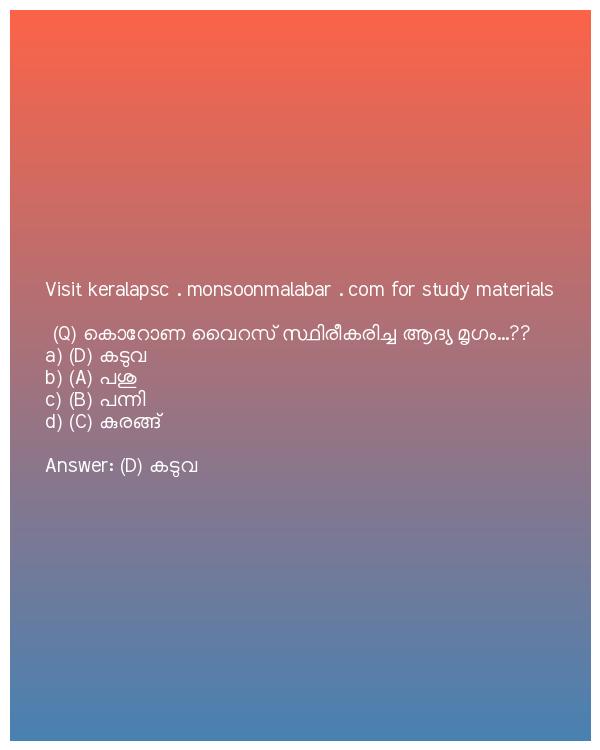 Visit keralapsc . monsoonmalabar . com for study materials
(Q) കൊറോണ വൈറസ് സ്ഥിരീകരിച്ച ആദ്യ മൃഗം...??
a) (D) കടുവ
b) (A) പശു
c) (B) പന്നി
d) (C) കുരങ്ങ്
Answer: (D) കടുവ